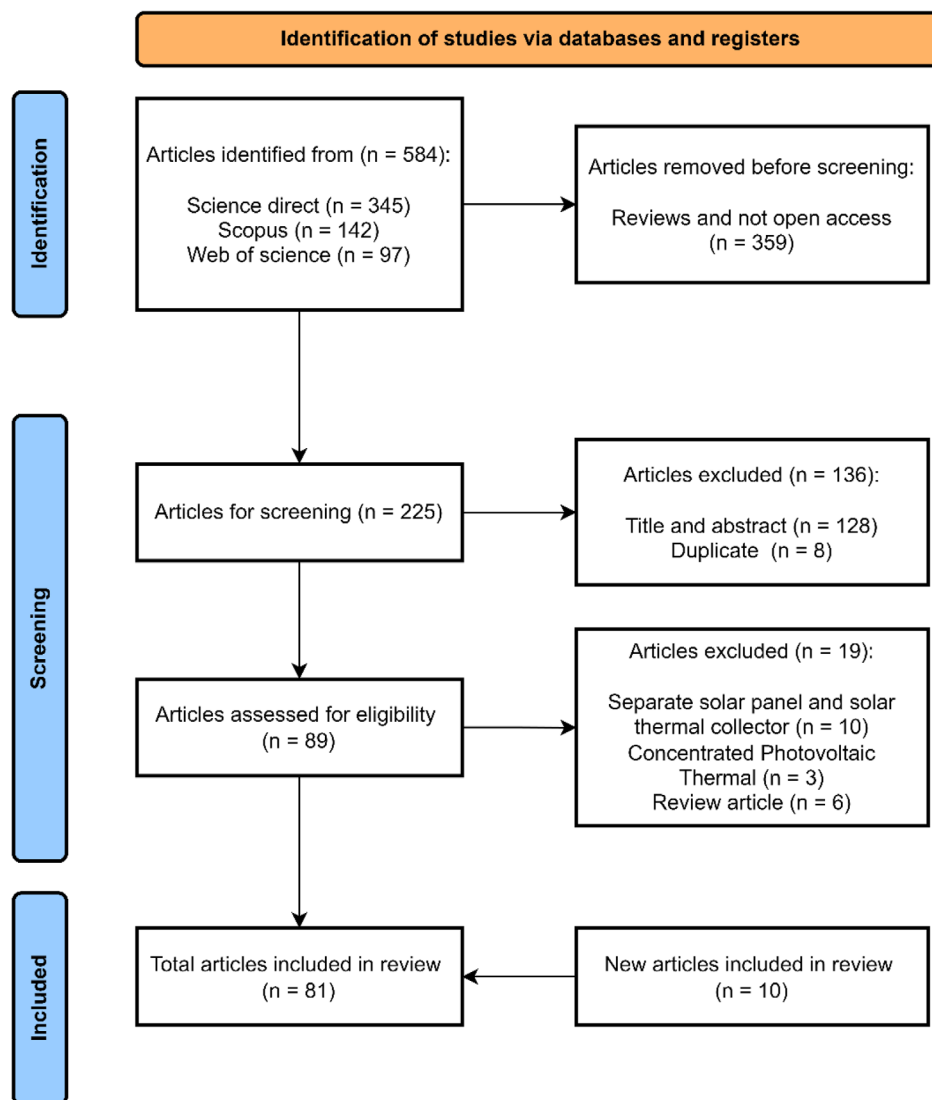 Identification of studies via databases and registers
Identification
Articles identified from (n = 584):
Science direct (n = 345)
Scopus (n = 142)
Web of science (n = 97)
Articles removed before screening:
Reviews and not open access
(n = 359)
Screening
Articles for screening (n = 225)
Articles excluded (n = 136):
Title and abstract (n = 128)
Duplicate (n = 8)
Articles assessed for eligibility
(n = 89)
Articles excluded (n = 19):
Separate solar panel and solar
thermal collector (n = 10)
Concentrated Photovoltaic
Thermal (n = 3)
Review article (n = 6)
Included
Total articles included in review
(n = 81)
New articles included in review
(n = 10)